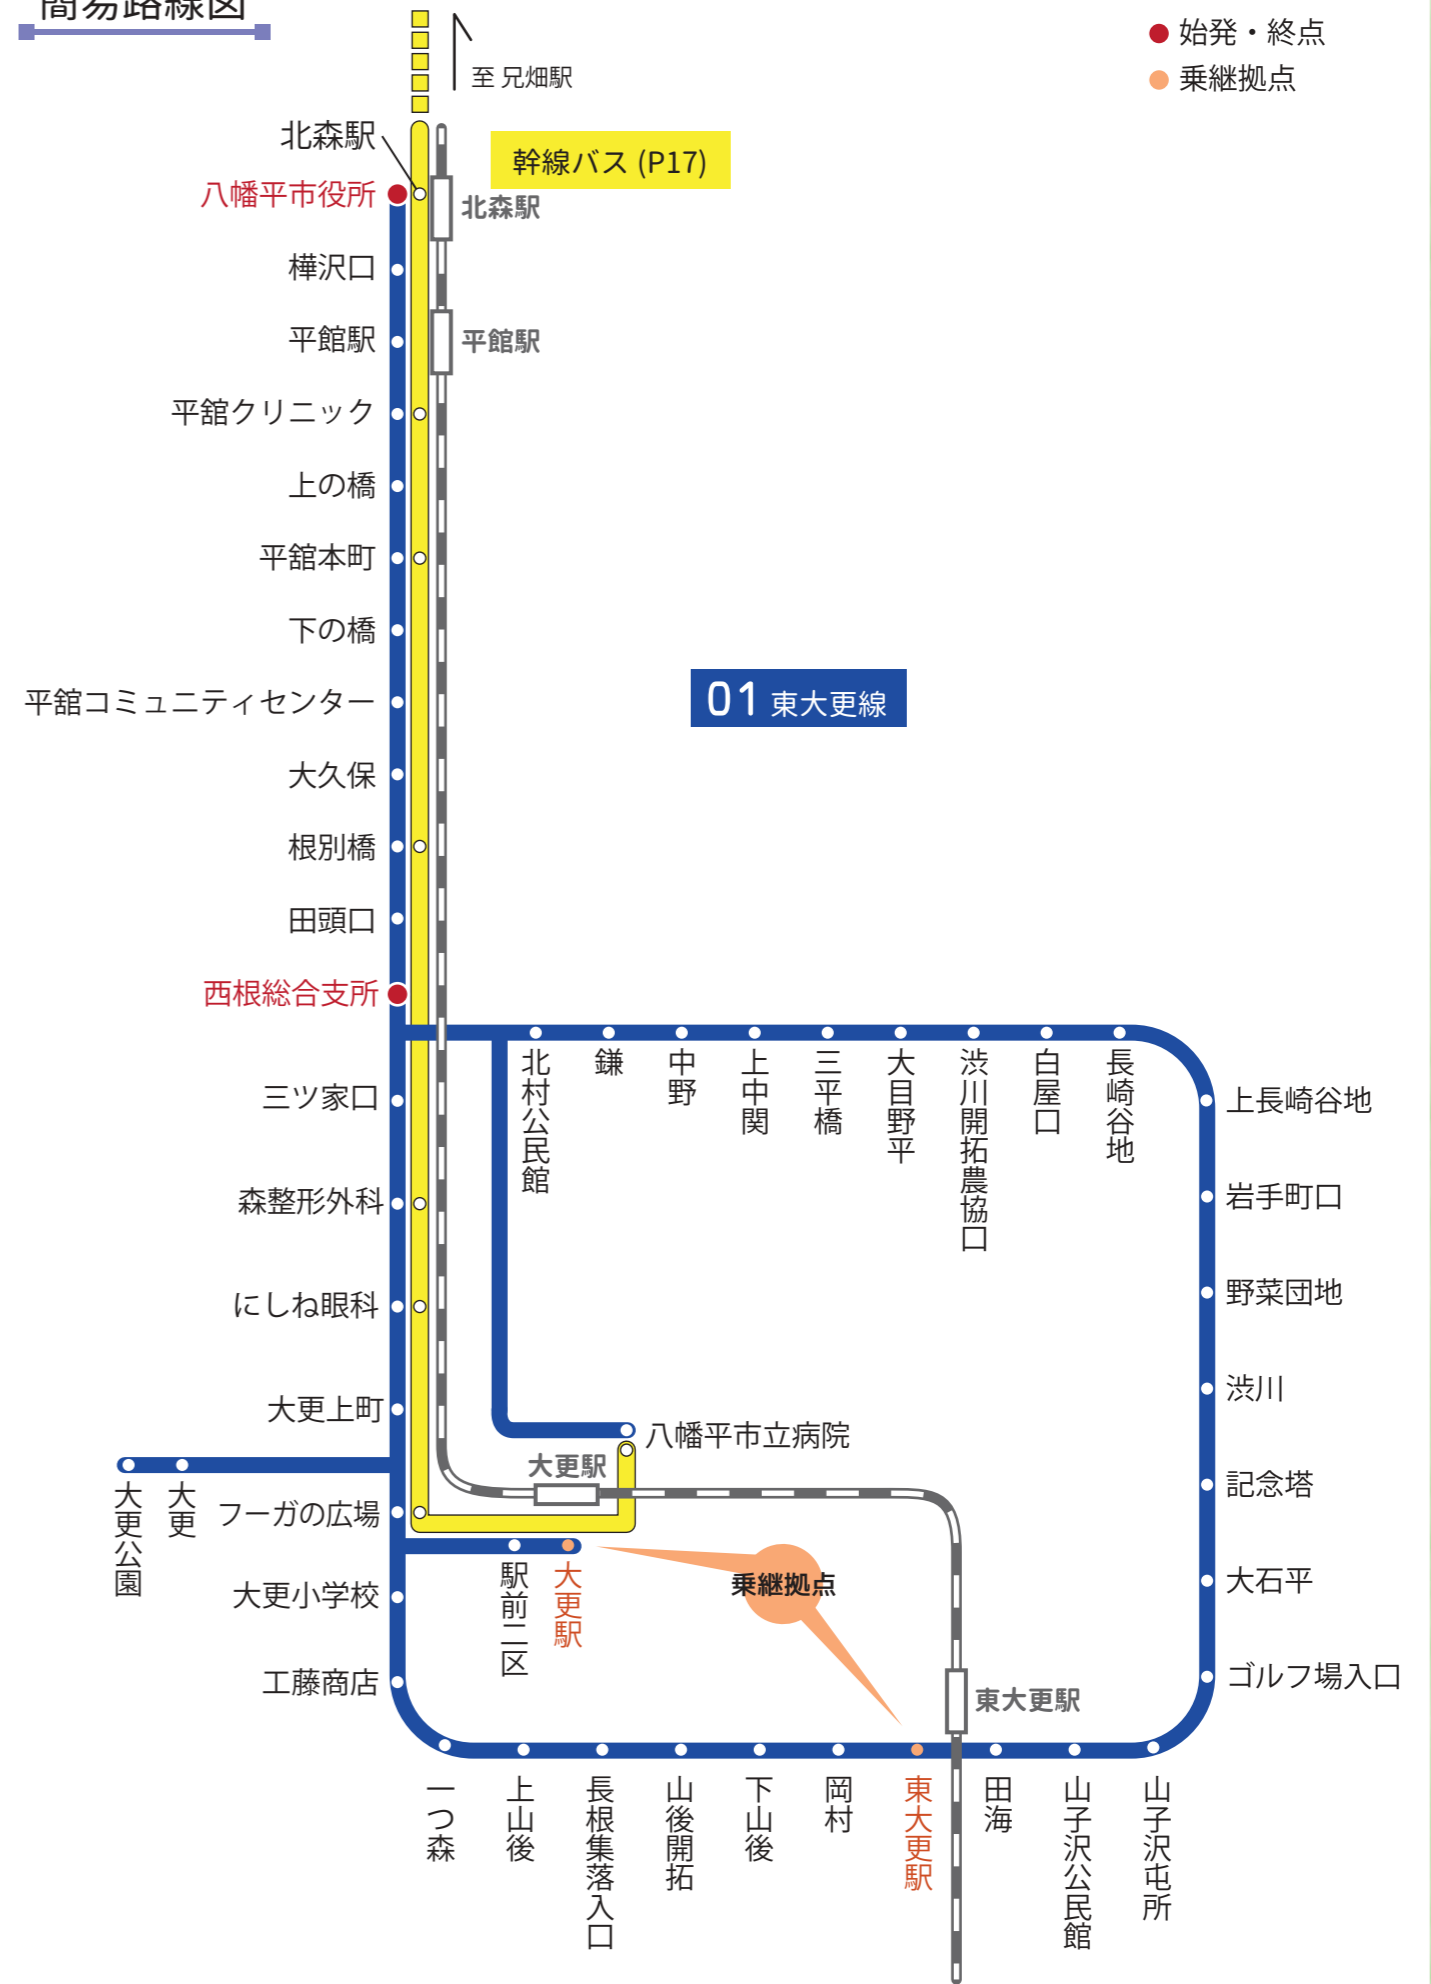 簡易路線図
始発・終点
乗継拠点
至 兄畑駅
北森駅
幹線バス (P17)
八幡平市役所
北森駅
樺沢口
平館駅
平館駅
平舘クリニック
上の橋
平舘本町
下の橋
平舘コミュニティセンター
01 東大更線
大久保
根別橋
田頭口
西根総合支所
北村公民館
鎌
中野
上中関
三平橋
大目野平
渋川開拓農協口
白屋口
長崎谷地
三ツ家口
上長崎谷地
森整形外科
岩手町口
にしね眼科
野菜団地
大更上町
渋川
八幡平市立病院
大更駅
大更公園
大更
フーガの広場
記念塔
駅前二区
大更駅
乗継拠点
大更小学校
大石平
工藤商店
ゴルフ場入口
東大更駅
一つ森
上山後
長根集落入口
山後開拓
下山後
岡村
東大更駅
田海
山子沢公民館
山子沢屯所